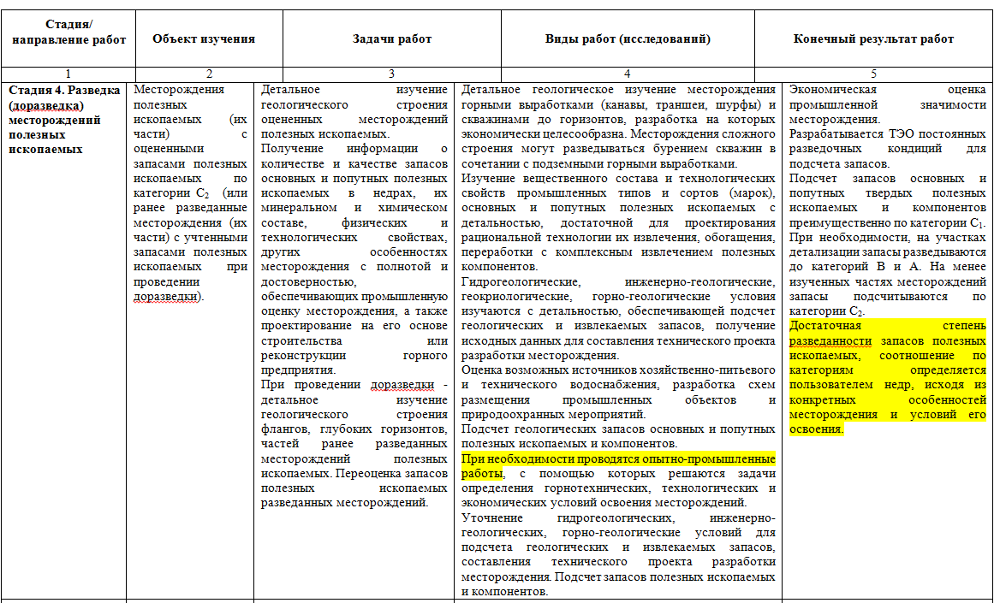 Стадия/
направление работ
Объект изучения
Задачи работ
Виды работ (исследований)
Конечный результат работ
1
2
3
4
5
Стадия 4. Разведка
(доразведка)
месторождений
полезных
ископаемых
Месторождения
полезных
ископаемых (их
части) с
оцененными
запасами полезных
ископаемых по
категории С2 (или
ранее разведанные
месторождения (их
части) с учтенными
запасами полезных
ископаемых при
проведении
доразведки).
Детальное изучение
геологического строения
оцененных месторождений
полезных ископаемых.
Получение информации о
количестве и качестве запасов
основных и попутных полезных
ископаемых в недрах, их
минеральном и химическом
составе, физических и
технологических свойствах,
других особенностях
месторождения с полнотой и
достоверностью,
обеспечивающих промышленную
оценку месторождения, а также
проектирование на его основе
строительства или
реконструкции горного
предприятия.
При проведении доразведки -
детальное изучение
геологического строения
флангов, глубоких горизонтов,
частей ранее разведанных
месторождений полезных
ископаемых. Переоценка запасов
полезных ископаемых
разведанных месторождений.
Детальное геологическое изучение месторождения
горными выработками (канавы, траншеи, шурфы) и
скважинами до горизонтов, разработка на которых
экономически целесообразна. Месторождения сложного
строения могут разведываться бурением скважин в
сочетании с подземными горными выработками.
Изучение вещественного состава и технологических
свойств промышленных типов и сортов (марок),
основных и попутных полезных ископаемых с
детальностью, достаточной для проектирования
рациональной технологии их извлечения, обогащения,
переработки с комплексным извлечением полезных
компонентов.
Гидрогеологические, инженерно-геологические,
геокриологические, горно-геологические условия
изучаются с детальностью, обеспечивающей подсчет
геологических и извлекаемых запасов, получение
исходных данных для составления технического проекта
разработки месторождения.
Оценка возможных источников хозяйственно-питьевого
и технического водоснабжения, разработка схем
размещения промышленных объектов и
природоохранных мероприятий.
Подсчет геологических запасов основных и попутных
полезных ископаемых и компонентов.
При необходимости проводятся опытно-промышленные
работы, с помощью которых решаются задачи
определения горнотехнических, технологических и
экономических условий освоения месторождений.
Уточнение гидрогеологических, инженерно-
геологических, горно-геологические условий для
подсчета геологических и извлекаемых запасов,
составления технического проекта разработки
месторождения. Подсчет запасов полезных ископаемых
и компонентов.
Экономическая оценка
промышленной значимости
месторождения.
Разрабатывается ТЭО постоянных
разведочных кондиций для
подсчета запасов.
Подсчет запасов основных и
попутных твердых полезных
ископаемых и компонентов
преимущественно по категории С1.
При необходимости, на участках
детализации запасы разведываются
до категорий В и А. На менее
изученных частях месторождений
запасы подсчитываются по
категории С2.
Достаточная степень
разведанности запасов полезных
ископаемых, соотношение по
категориям определяется
пользователем недр, исходя из
конкретных особенностей
месторождения и условий его
освоения.